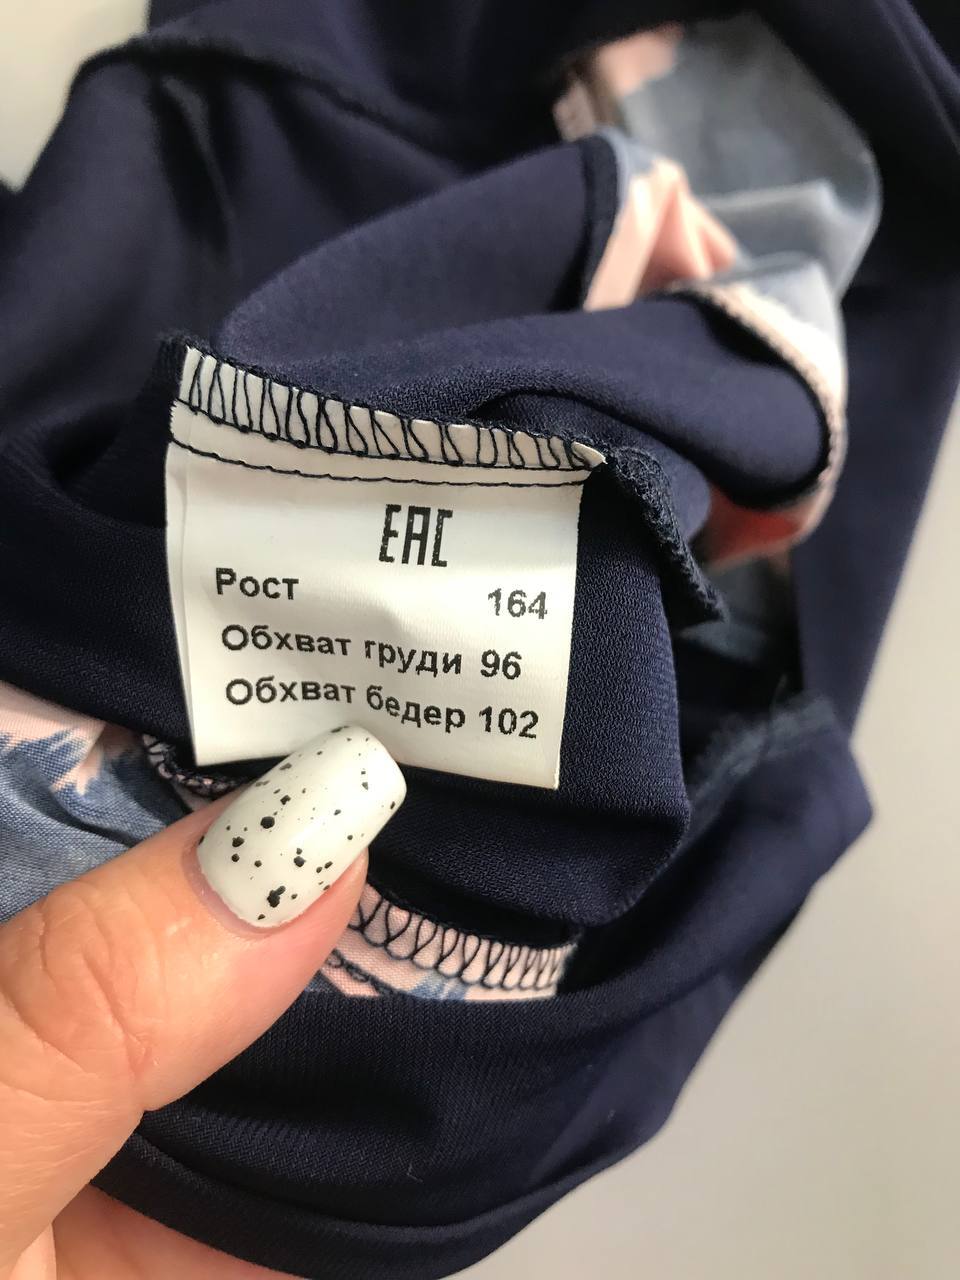 EAC
Рост 164
Обхват груди 96
Обхват бедер 102